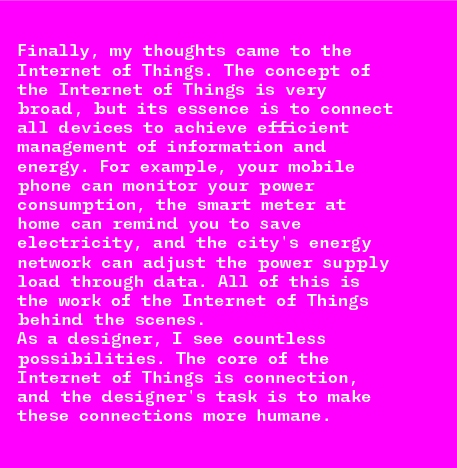 Finally, my thoughts came to the
Internet of Things. The concept of
the Internet of Things is very
broad, but its essence is to connect
all devices to achieve efficient
management of information and
energy. For example, your mobile
phone can monitor your power
consumption, the smart meter at
home can remind you to save
electricity, and the city's energy
network can adjust the power supply
load through data. All of this is
the work of the Internet of Things
behind the scenes.
As a designer, I see countless
possibilities. The core of the
Internet of Things is connection,
and the designer's task is to make
these connections more humane.